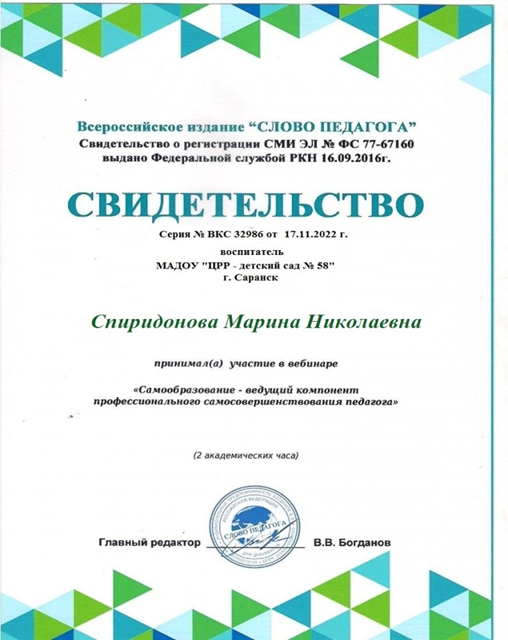 Всероссийское издание “СЛОВО ПЕДАГОГА”
Свидетельство о регистрации СМИ ЭЛ № ФС 77-67160
выдано Федеральной службой РКН 16.09.2016г.
СВИДЕТЕЛЬСТВО
Серия № ВКС 32986 от 17.11.2022 г.
воспитатель
МАДОУ "ЦРР - детский сад № 58"
г. Саранск
Спиридонова Марина Николаевна
принимал(а) участие в вебинаре
«Самообразование - ведущий компонент
профессионального самосовершенствования педагога»
(2 академических часа)
РОССИЙСКАЯ ФЕДЕРАЦИЯ
СЛОВО ПЕДАГОГА
Главный редактор
В.В. Богданов